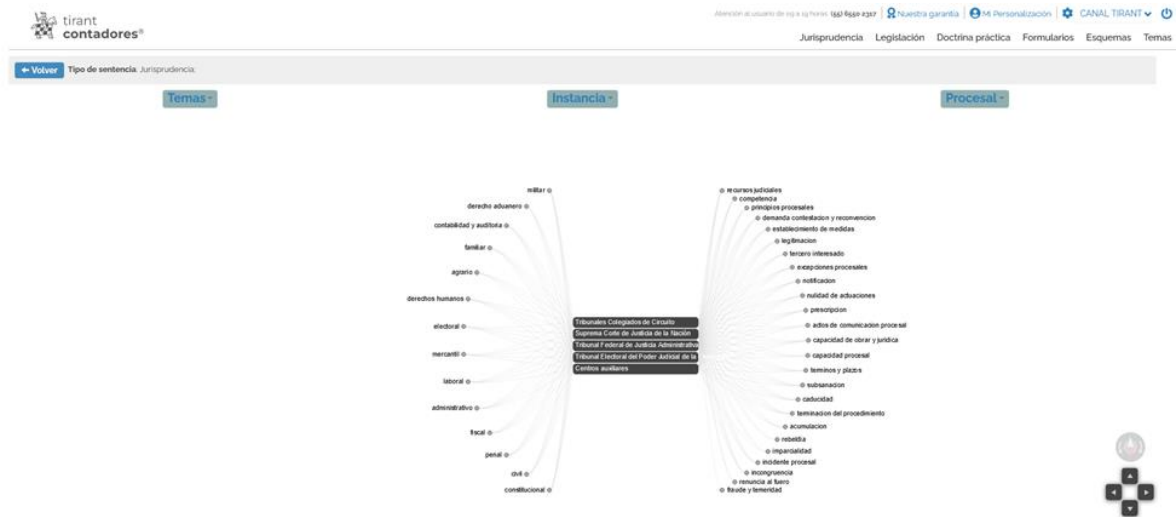 Atención al usuario de 09 a 19 horas: (55) 6550 2317
Nuestra garantía
Mi Personalización
CANAL TIRANT
tirant
contadores®
Jurisprudencia Legislación Doctrina práctica Formularios Esquemas Temas
Volver Tipo de sentencia: Jurisprudencia;
Temas Instancia Procesal
militar
derecho aduanero
contabilidad y auditoria
familiar
agrario
derechos humanos
electoral
mercantil
laboral
administrativo
fiscal
penal
civil
constitucional
Tribunales Colegiados de Circuito
Suprema Corte de Justicia de la Nación
Tribunal Federal de Justicia Administrativa
Tribunal Electoral del Poder Judicial de la
Centros auxiliares
recursos judiciales
competencia
principios procesales
demanda contestacion y reconvencion
establecimiento de medidas
legitimacion
tercero interesado
excepciones procesales
notificacion
nulidad de actuaciones
prescripcion
actos de comunicacion procesal
capacidad de obrar y juridica
capacidad procesal
terminos y plazos
subsanacion
caducidad
terminacion del procedimiento
acumulacion
rebeldia
imparcialidad
incidente procesal
incongruencia
renuncia al fuero
fraude y temeridad